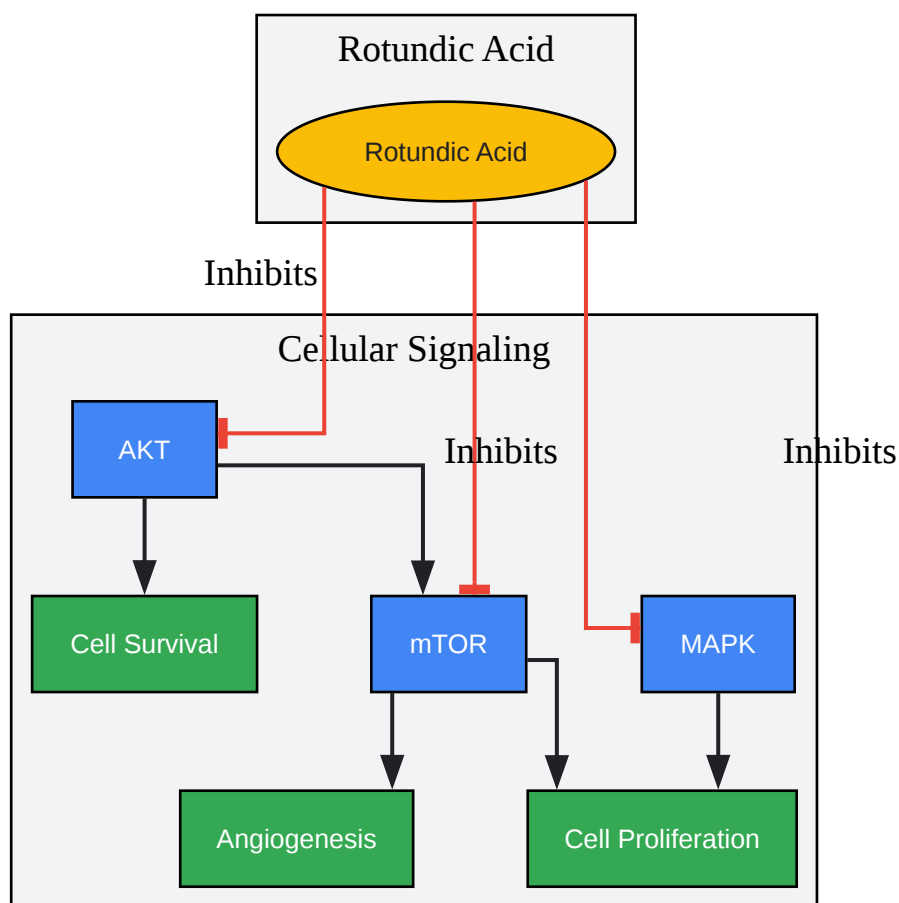 Rotundic Acid
Rotundic Acid
Inhibits
Cellular Signaling
AKT
Inhibits
Inhibits
Cell Survival
mTOR
MAPK
Angiogenesis
Cell Proliferation